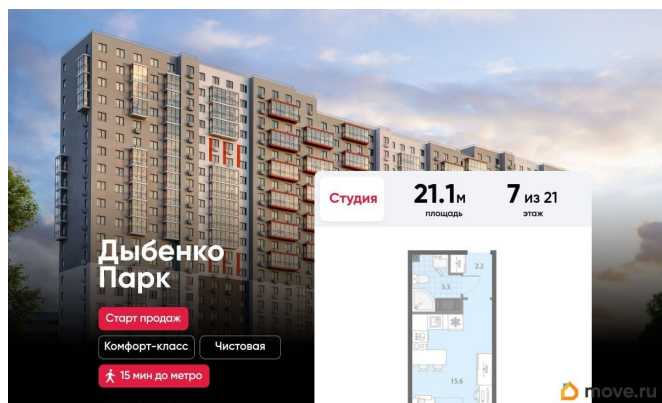 Студия
21.1м
площадь
7 из 21
этаж
2.2
3.3
15.6
Дыбенко
Парк
Старт продаж
Комфорт-класс
Чистовая
15 мин до метро
move.ru